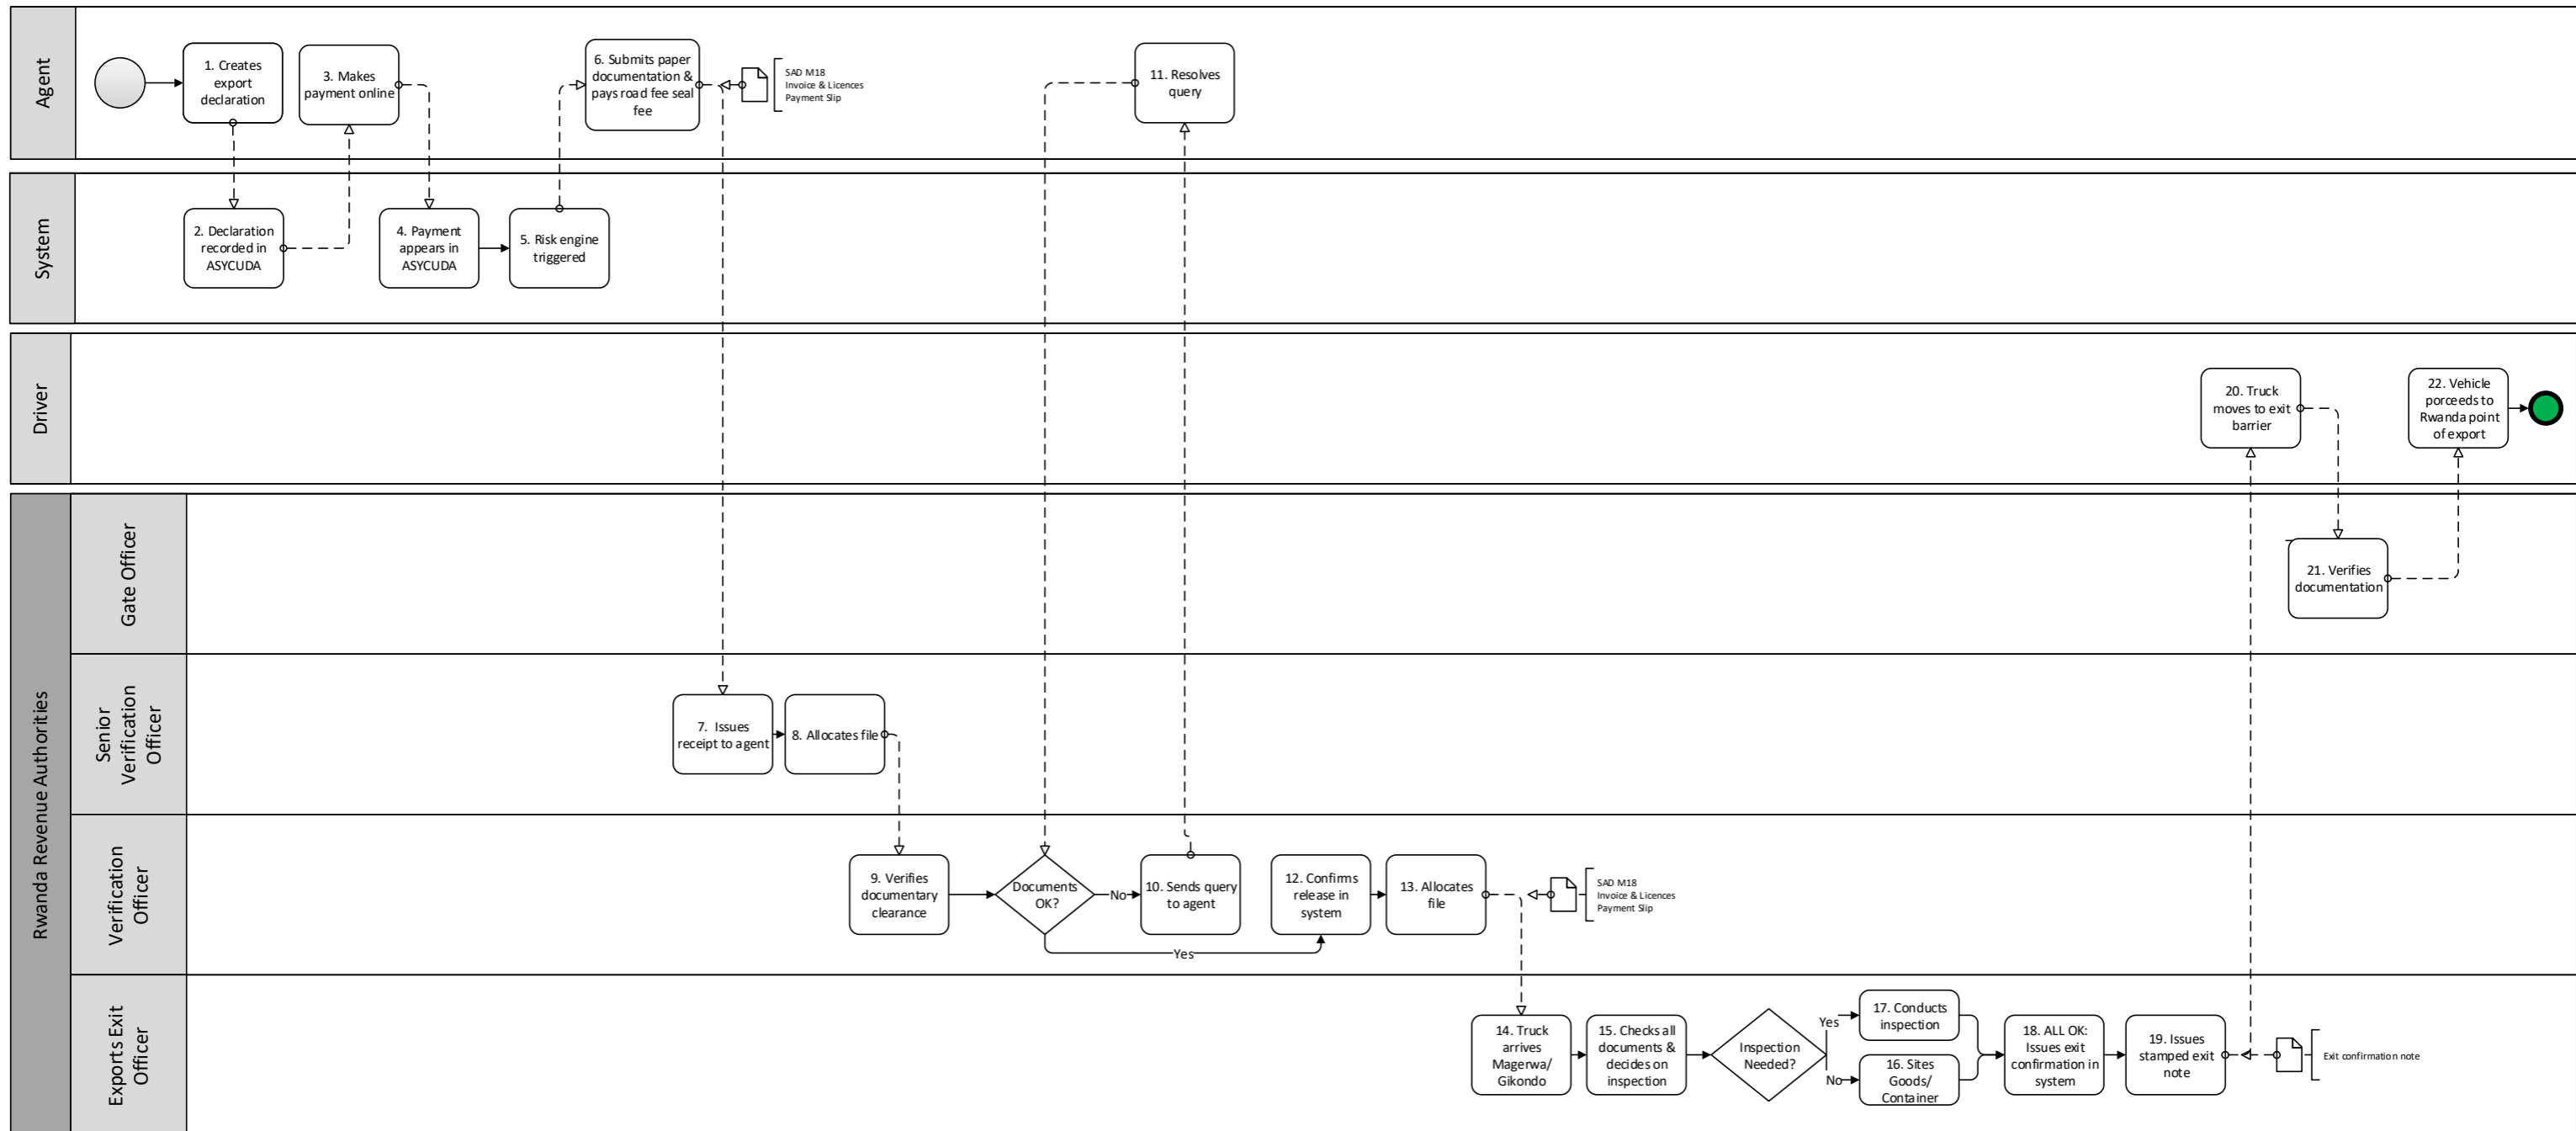 Agent
1. Creates
export
declaration
3. Makes
payment online
6. Submits paper
documentation &
pays road fee seal
fee
SAD M18
Invoice & Licences
Payment Slip
11. Resolves
query
System
2. Declaration
recorded in
ASYCUDA
4. Payment
appears in
ASYCUDA
5. Risk engine
triggered
Driver
20. Truck
moves to exit
barrier
22. Vehicle
porceeds to
Rwanda point
of export
Rwanda Revenue Authorities
Gate Officer
21. Verifies
documentation
Senior
Verification
Officer
7. Issues
receipt to agent
8. Allocates file
Verification
Officer
9. Verifies
documentary
clearance
Documents
OK?
No
10. Sends query
to agent
Yes
12. Confirms
release in
system
13. Allocates
file
SAD M18
Invoice & Licences
Payment Slip
Exports Exit
Officer
14. Truck
arrives
Magerwa/
Gikondo
15. Checks all
documents &
decides on
inspection
Inspection
Needed?
Yes
17. Conducts
inspection
No
16. Sites
Goods/
Container
18. ALL OK:
Issues exit
confirmation in
system
19. Issues
stamped exit
note
Exit confirmation note